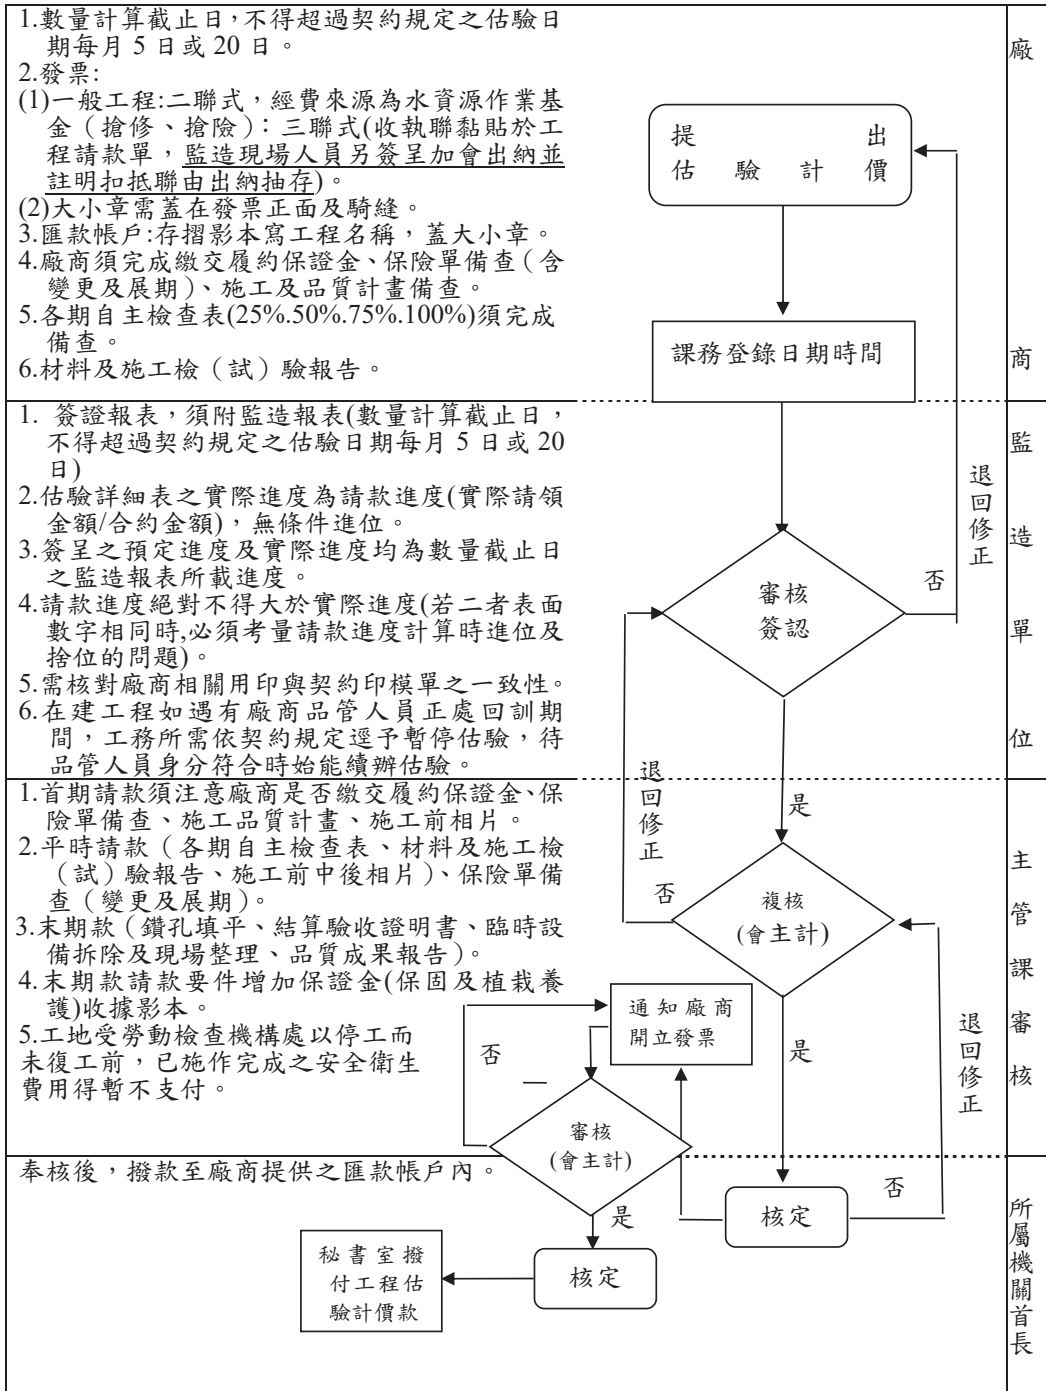 1.數量計算截止日，不得超過契約規定之估驗日
期每月 5 日或 20 日。
2.發票:
(1)一般工程:二聯式，經費來源為水資源作業基
金（搶修、搶險）：三聯式(收執聯黏貼於工
程請款單，監造現場人員另簽呈加會出納並
註明扣抵聯由出納抽存)。
(2)大小章需蓋在發票正面及騎縫。
3.匯款帳戶:存摺影本寫工程名稱，蓋大小章。
4.廠商須完成繳交履約保證金、保險單備查（含
變更及展期）、施工及品質計畫備查。
5.各期自主檢查表(25%.50%.75%.100%)須完成
備查。
6.材料及施工檢（試）驗報告。
提 出
估 驗 計 價
課務登錄日期時間
廠
商
1. 簽證報表，須附監造報表(數量計算截止日，
不得超過契約規定之估驗日期每月 5 日或 20
日)
2.估驗詳細表之實際進度為請款進度(實際請領
金額/合約金額)，無條件進位。
3.簽呈之預定進度及實際進度均為數量截止日
之監造報表所載進度。
4.請款進度絕對不得大於實際進度(若二者表面
數字相同時,必須考量請款進度計算時進位及
捨位的問題)。
5.需核對廠商相關用印與契約印模單之一致性。
6.在建工程如遇有廠商品管人員正處回訓期
間，工務所需依契約規定逕予暫停估驗，待
品管人員身分符合時始能續辦估驗。
審核
簽認
否
退回修正
是
退回修正
監
造
單
位
1.首期請款須注意廠商是否繳交履約保證金、保
險單備查、施工品質計畫、施工前相片。
2.平時請款（各期自主檢查表、材料及施工檢
（試）驗報告、施工前中後相片）、保險單備
查（變更及展期）。
3.末期款（鑽孔填平、結算驗收證明書、臨時設
備拆除及現場整理、品質成果報告）。
4.末期款請款要件增加保證金(保固及植栽養
護)收據影本。
5.工地受勞動檢查機構處以停工而
未復工前，已施作完成之安全衛生
費用得暫不支付。
否
複核
(會主計)
通知廠商
開立發票
否
是
退回修正
審核
(會主計)
主
管
課
審
核
奉核後，撥款至廠商提供之匯款帳戶內。
是
核定
否
核定
秘書室撥
付工程估
驗計價款
所
屬
機
關
首
長